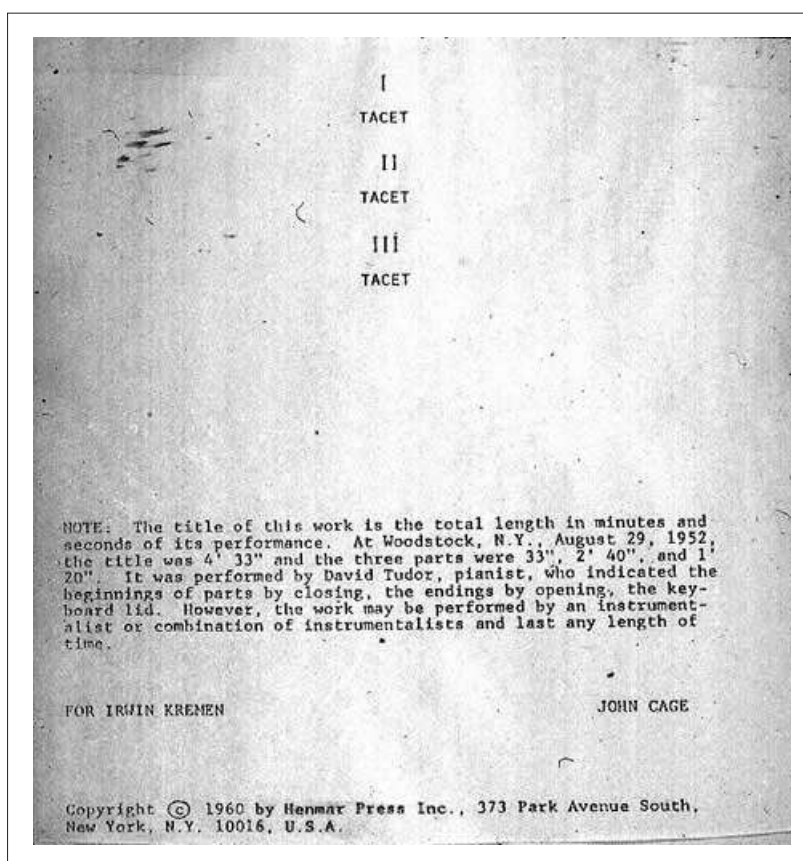 I
TACET
II
TACET
III
TACET
NOTE: The title of this work is the total length in minutes and
seconds of its performance. At Woodstock, N.Y., August 29, 1952,
the title was 4' 33" and the three parts were 33", 2' 40", and 1'
20". It was performed by David Tudor, pianist, who indicated the
beginnings of parts by closing, the endings by opening, the key-
board lid. However, the work may be performed by an instrument-
alist or combination of instrumentalists and last any length of
time.
FOR IRWIN KREMEN JOHN CAGE
Copyright © 1960 by Henmar Press Inc., 373 Park Avenue South,
New York, N.Y. 10016, U.S.A.